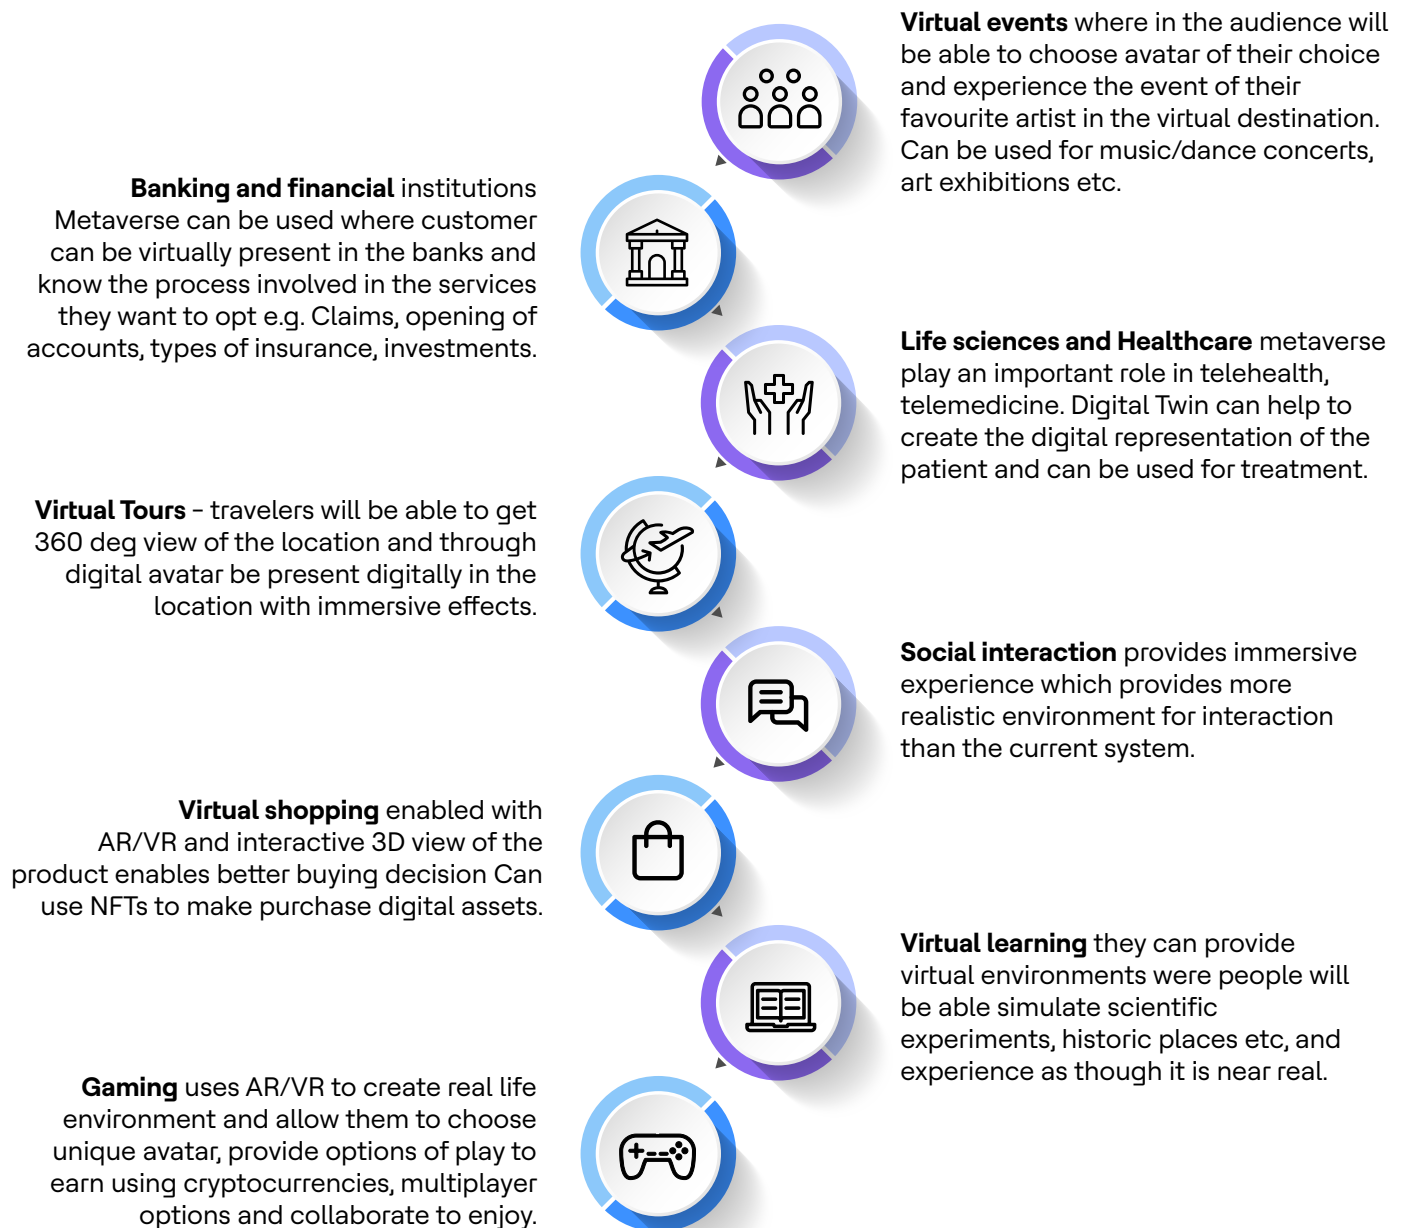 Virtual events where in the audience will
be able to choose avatar of their choice
and experience the event of their
favourite artist in the virtual destination.
Can be used for music/dance concerts,
art exhibitions etc.
Banking and financial institutions
Metaverse can be used where customer
can be virtually present in the banks and
know the process involved in the services
they want to opt e.g. Claims, opening of
accounts, types of insurance, investments.
Life sciences and Healthcare metaverse
play an important role in telehealth,
telemedicine. Digital Twin can help to
create the digital representation of the
patient and can be used for treatment.
Virtual Tours – travelers will be able to get
360 deg view of the location and through
digital avatar be present digitally in the
location with immersive effects.
Social interaction provides immersive
experience which provides more
realistic environment for interaction
than the current system.
Virtual shopping enabled with
AR/VR and interactive 3D view of the
product enables better buying decision Can
use NFTs to make purchase digital assets.
Virtual learning they can provide
virtual environments were people will
be able simulate scientific
experiments, historic places etc, and
experience as though it is near real.
Gaming uses AR/VR to create real life
environment and allow them to choose
unique avatar, provide options of play to
earn using cryptocurrencies, multiplayer
options and collaborate to enjoy.